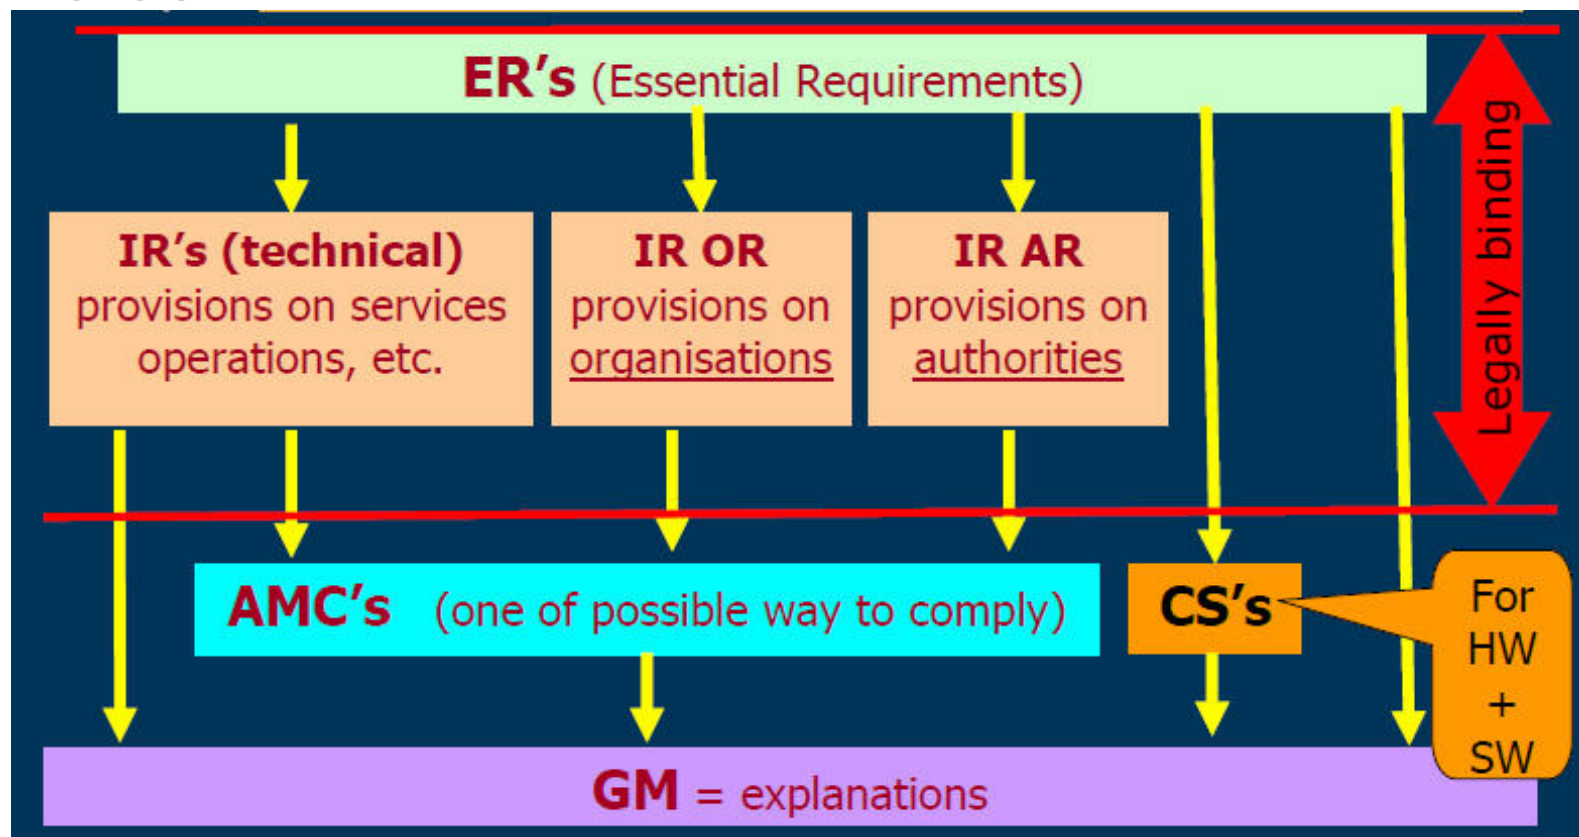 ER's (Essential Requirements)
IR's (technical)
provisions on services
operations, etc.
IR OR
provisions on
organisations
IR AR
provisions on
authorities
Legally binding
AMC's (one of possible way to comply)
CS's
For
HW
+
SW
GM = explanations